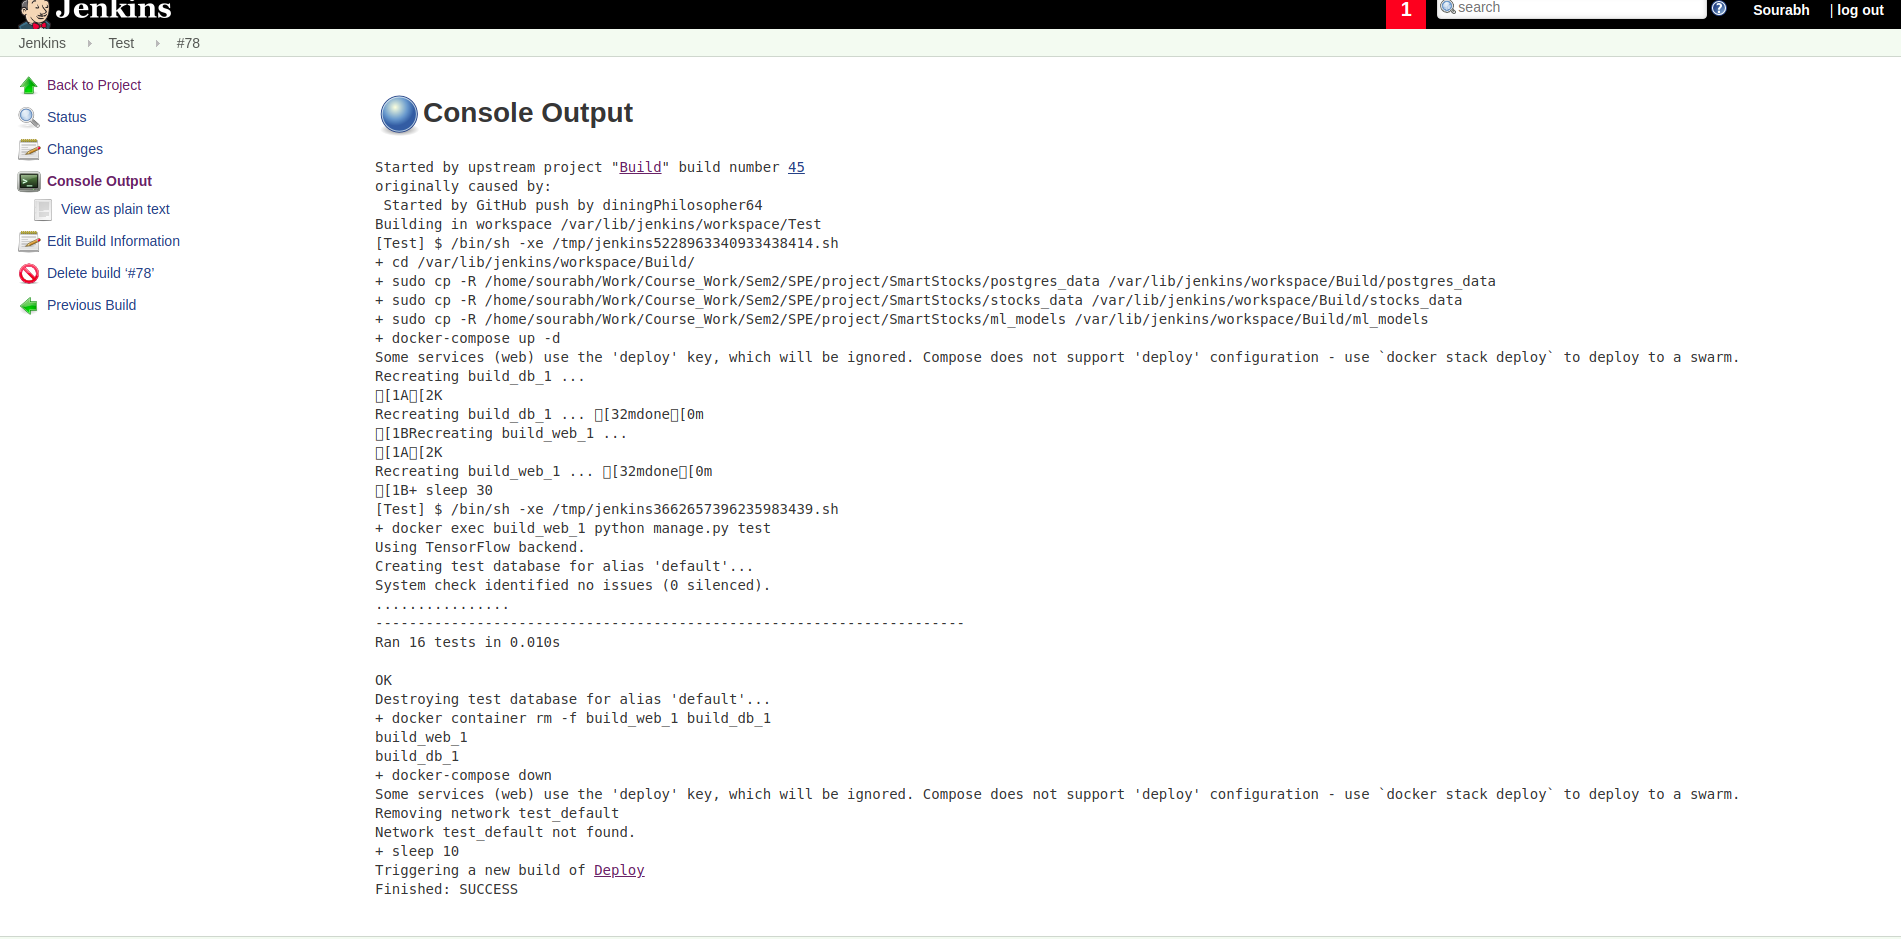 Jenkins
1
search
Sourabh
| log out
Jenkins
Test
#78
Back to Project
Status
Changes
Console Output
View as plain text
Edit Build Information
Delete build ‘#78’
Previous Build
Console Output
Started by upstream project "Build" build number 45
originally caused by:
 Started by GitHub push by diningPhilosopher64
Building in workspace /var/lib/jenkins/workspace/Test
[Test] $ /bin/sh -xe /tmp/jenkins5228963340933438414.sh
+ cd /var/lib/jenkins/workspace/Build/
+ sudo cp -R /home/sourabh/Work/Course_Work/Sem2/SPE/project/SmartStocks/postgres_data /var/lib/jenkins/workspace/Build/postgres_data
+ sudo cp -R /home/sourabh/Work/Course_Work/Sem2/SPE/project/SmartStocks/stocks_data /var/lib/jenkins/workspace/Build/stocks_data
+ sudo cp -R /home/sourabh/Work/Course_Work/Sem2/SPE/project/SmartStocks/ml_models /var/lib/jenkins/workspace/Build/ml_models
+ docker-compose up -d
Some services (web) use the 'deploy' key, which will be ignored. Compose does not support 'deploy' configuration - use `docker stack deploy` to deploy to a swarm.
Recreating build_db_1 ...
[1A[2K
Recreating build_db_1 ... [32mdone[0m
[1BRecreating build_web_1 ...
[1A[2K
Recreating build_web_1 ... [32mdone[0m
[1B+ sleep 30
[Test] $ /bin/sh -xe /tmp/jenkins3662657396235983439.sh
+ docker exec build_web_1 python manage.py test
Using TensorFlow backend.
Creating test database for alias 'default'...
System check identified no issues (0 silenced).
................
----------------------------------------------------------------------
Ran 16 tests in 0.010s
OK
Destroying test database for alias 'default'...
+ docker container rm -f build_web_1 build_db_1
build_web_1
build_db_1
+ docker-compose down
Some services (web) use the 'deploy' key, which will be ignored. Compose does not support 'deploy' configuration - use `docker stack deploy` to deploy to a swarm.
Removing network test_default
Network test_default not found.
+ sleep 10
Triggering a new build of Deploy
Finished: SUCCESS